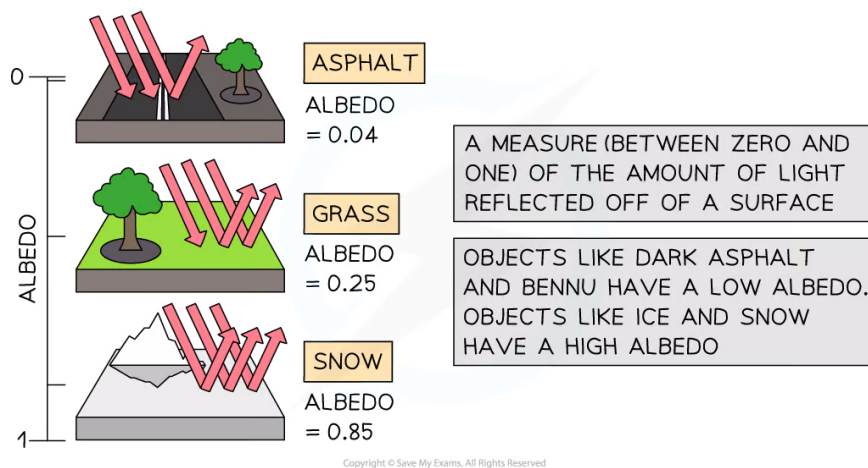 0
ALBEDO
1
ASPHALT
ALBEDO
= 0.04
GRASS
ALBEDO
= 0.25
SNOW
ALBEDO
= 0.85
A MEASURE (BETWEEN ZERO AND
ONE) OF THE AMOUNT OF LIGHT
REFLECTED OFF OF A SURFACE
OBJECTS LIKE DARK ASPHALT
AND BENNU HAVE A LOW ALBEDO.
OBJECTS LIKE ICE AND SNOW
HAVE A HIGH ALBEDO
Copyright © Save My Exams. All Rights Reserved